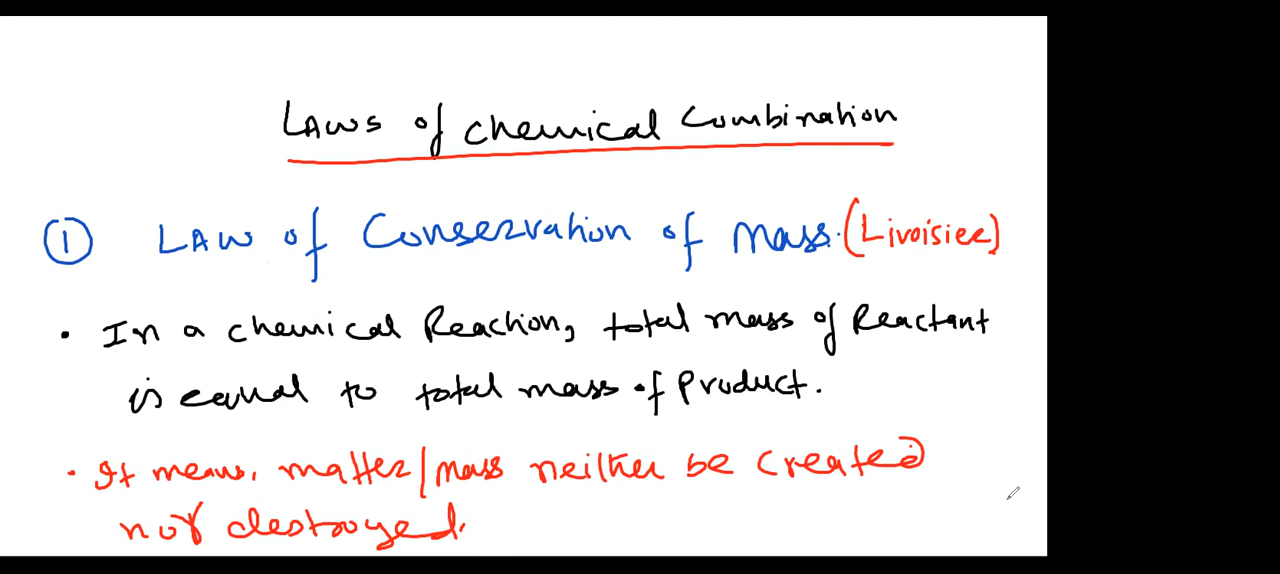 LAWS of chemical Combination
① LAW of Conservation of Mass. (Livoisier)
• In a chemical Reaction, total mass of Reactant
is equal to total mass of Product.
• It means, matter/mass neither be created
nor destroyed.